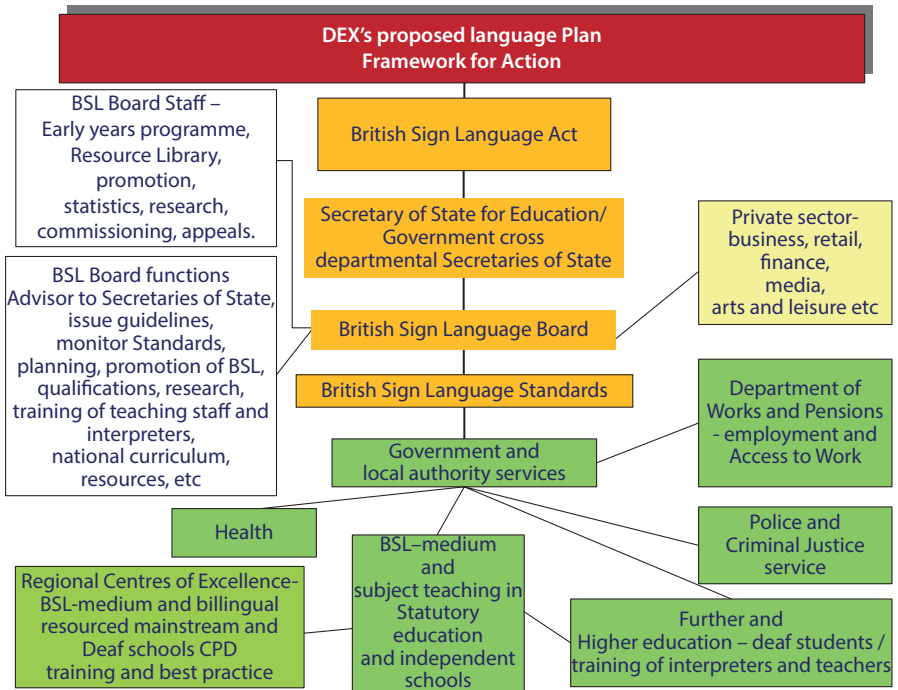 DEX’s proposed language Plan
Framework for Action
BSL Board Staff –
Early years programme,
Resource Library,
promotion,
statistics, research,
commissioning, appeals.
British Sign Language Act
Secretary of State for Education/
Government cross
departmental Secretaries of State
Private sector-
business, retail,
finance,
media,
arts and leisure etc
BSL Board functions
Advisor to Secretaries of State,
issue guidelines,
monitor Standards,
planning, promotion of BSL,
qualifications, research,
training of teaching staff and
interpreters,
national curriculum,
resources, etc
British Sign Language Board
British Sign Language Standards
Department of
Works and Pensions
- employment and
Access to Work
Government and
local authority services
Health
Police and
Criminal Justice
service
BSL–medium
and
subject teaching in
Statutory
education
and independent
schools
Regional Centres of Excellence-
BSL-medium and billingual
resourced mainstream and
Deaf schools CPD
training and best practice
Further and
Higher education – deaf students /
training of interpreters and teachers